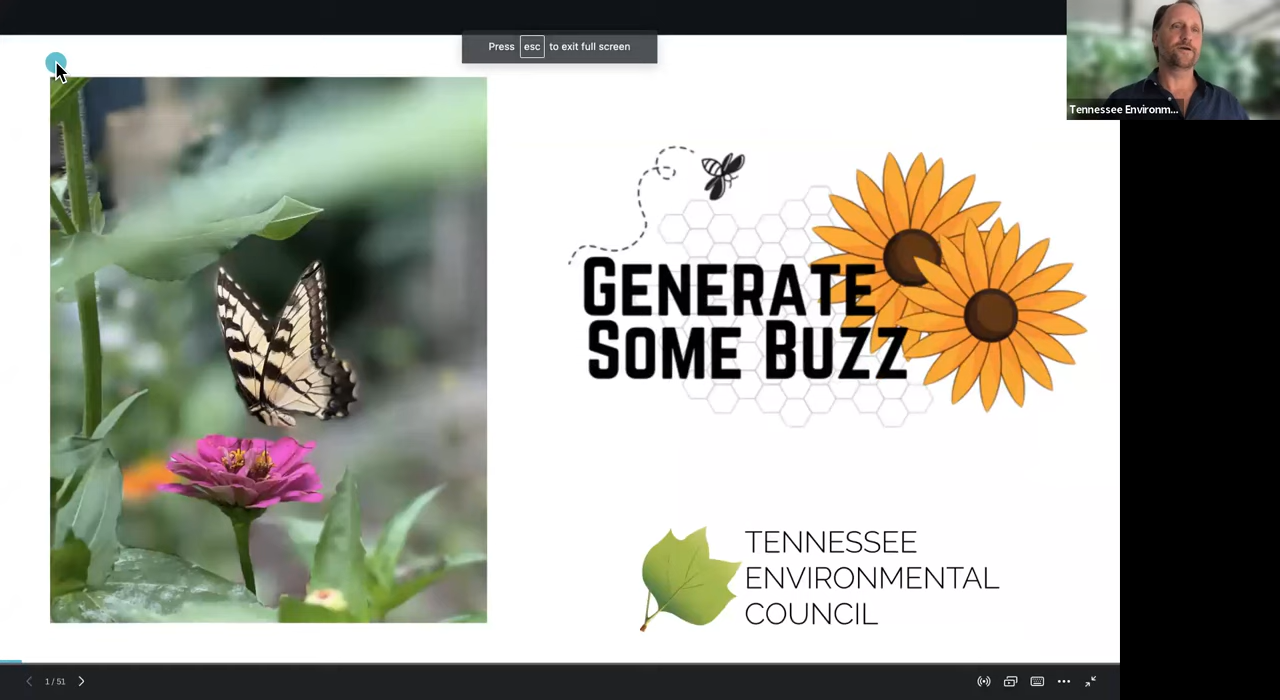 Press esc to exit full screen
Tennessee Environm...
GENERATE
SOME BUZZ
TENNESSEE
ENVIRONMENTAL
COUNCIL
1 / 51